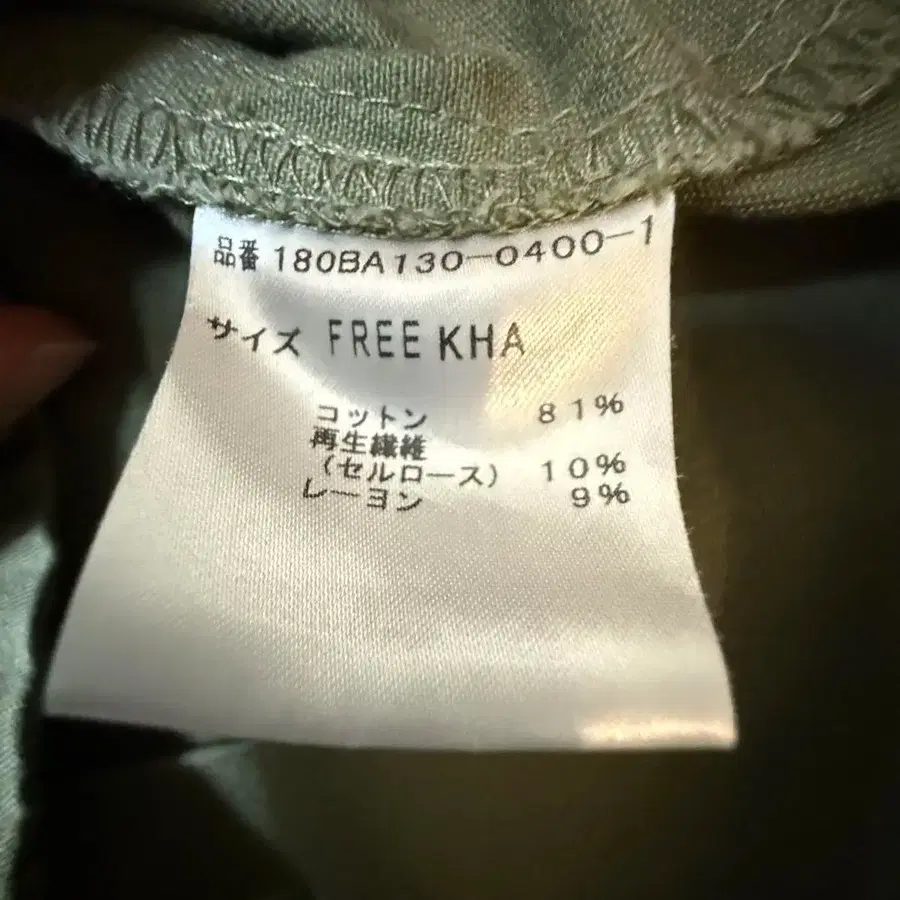 品番 180BA130-0400-1
サイズ FREE KHA
コットン 81%
再生繊維
(セルロース) 10%
レーヨン 9%